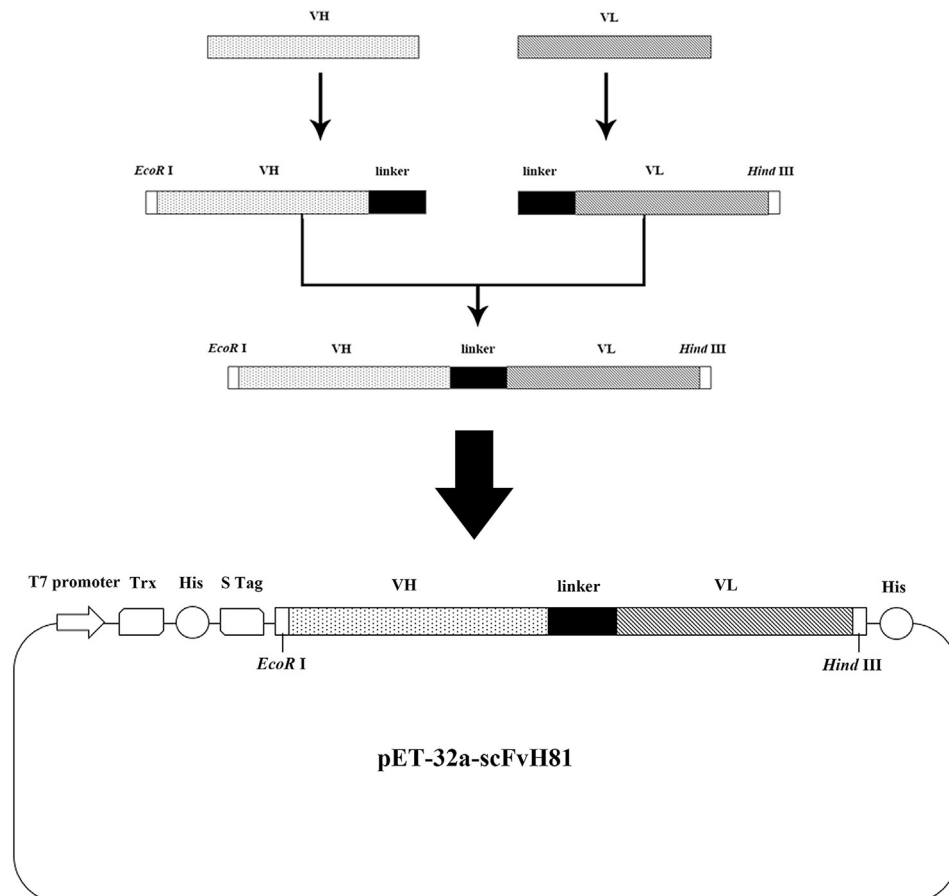 VH VL
EcoR I VH linker linker VL Hind III
EcoR I VH linker VL Hind III
T7 promoter Trx His S Tag VH linker VL His
EcoR I Hind III
pET-32a-scFvH81